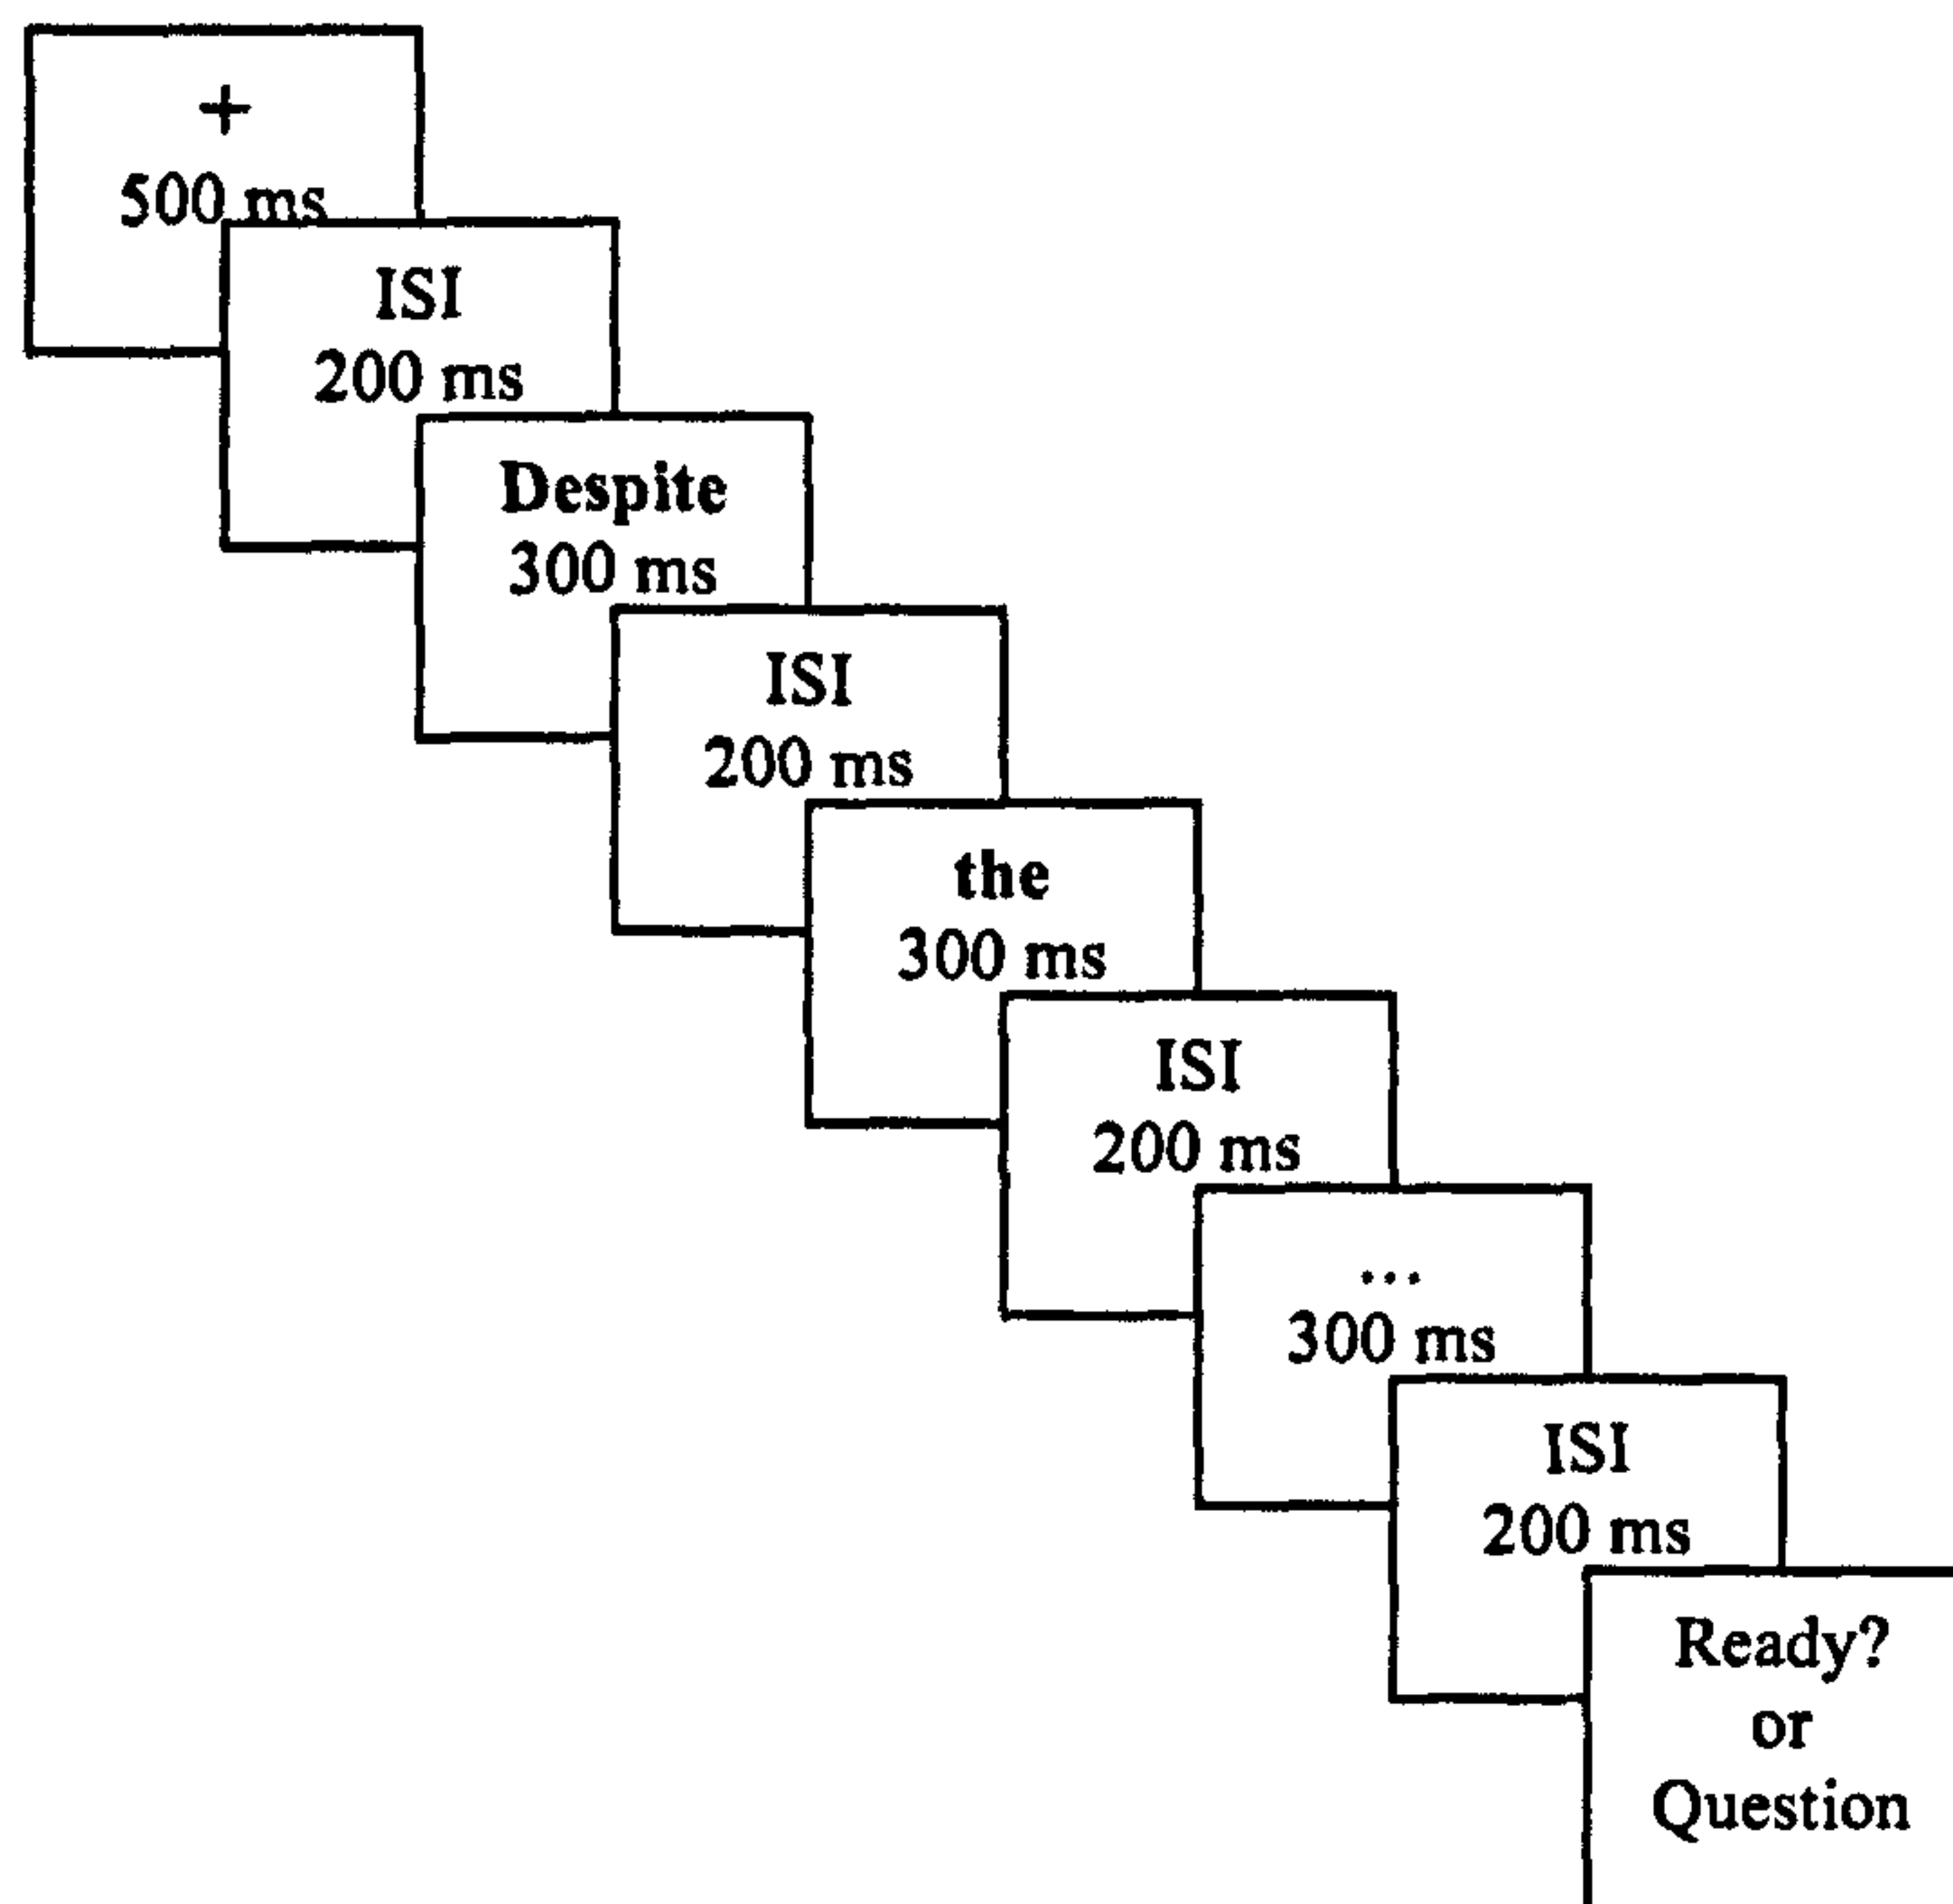 +
500 ms
ISI
200 ms
Despite
300 ms
ISI
200 ms
the
300 ms
ISI
200 ms
...
300 ms
ISI
200 ms
Ready?
or
Question